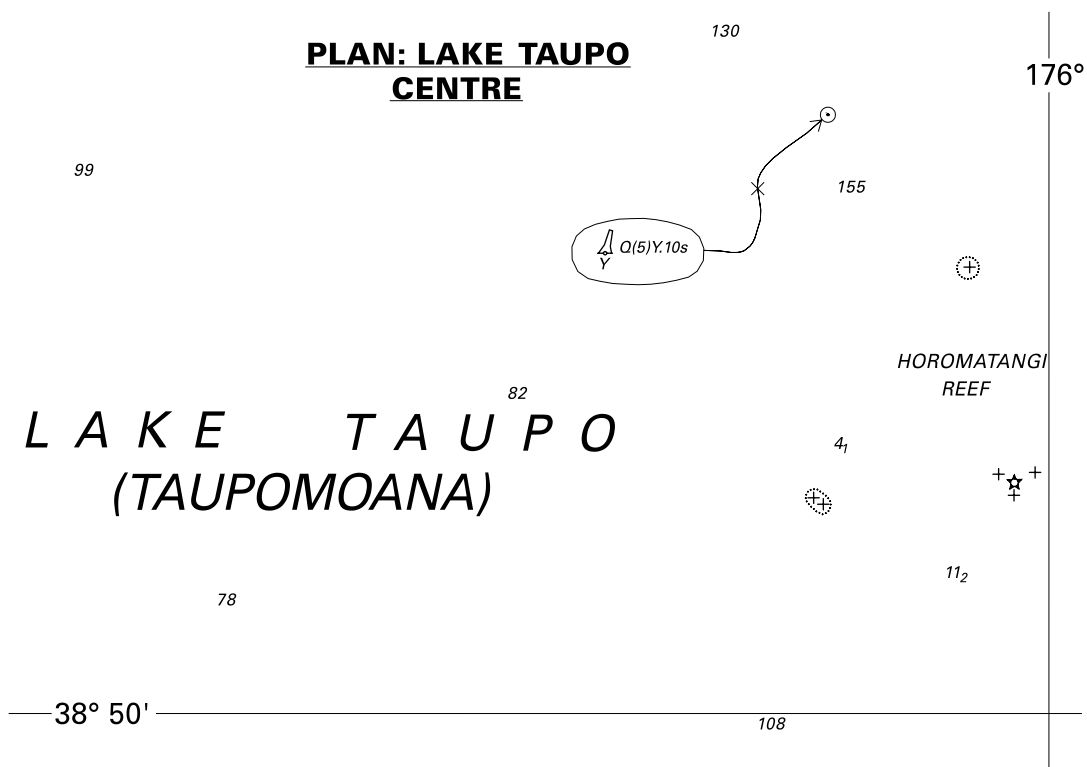 130
PLAN: LAKE TAUPO
CENTRE
176°
99
155
Q(5)Y.10s
Y
HOROMATANGI
REEF
82
LAKE TAUPO
(TAUPOMOANA)
4₁
11₂
78
38° 50'
108